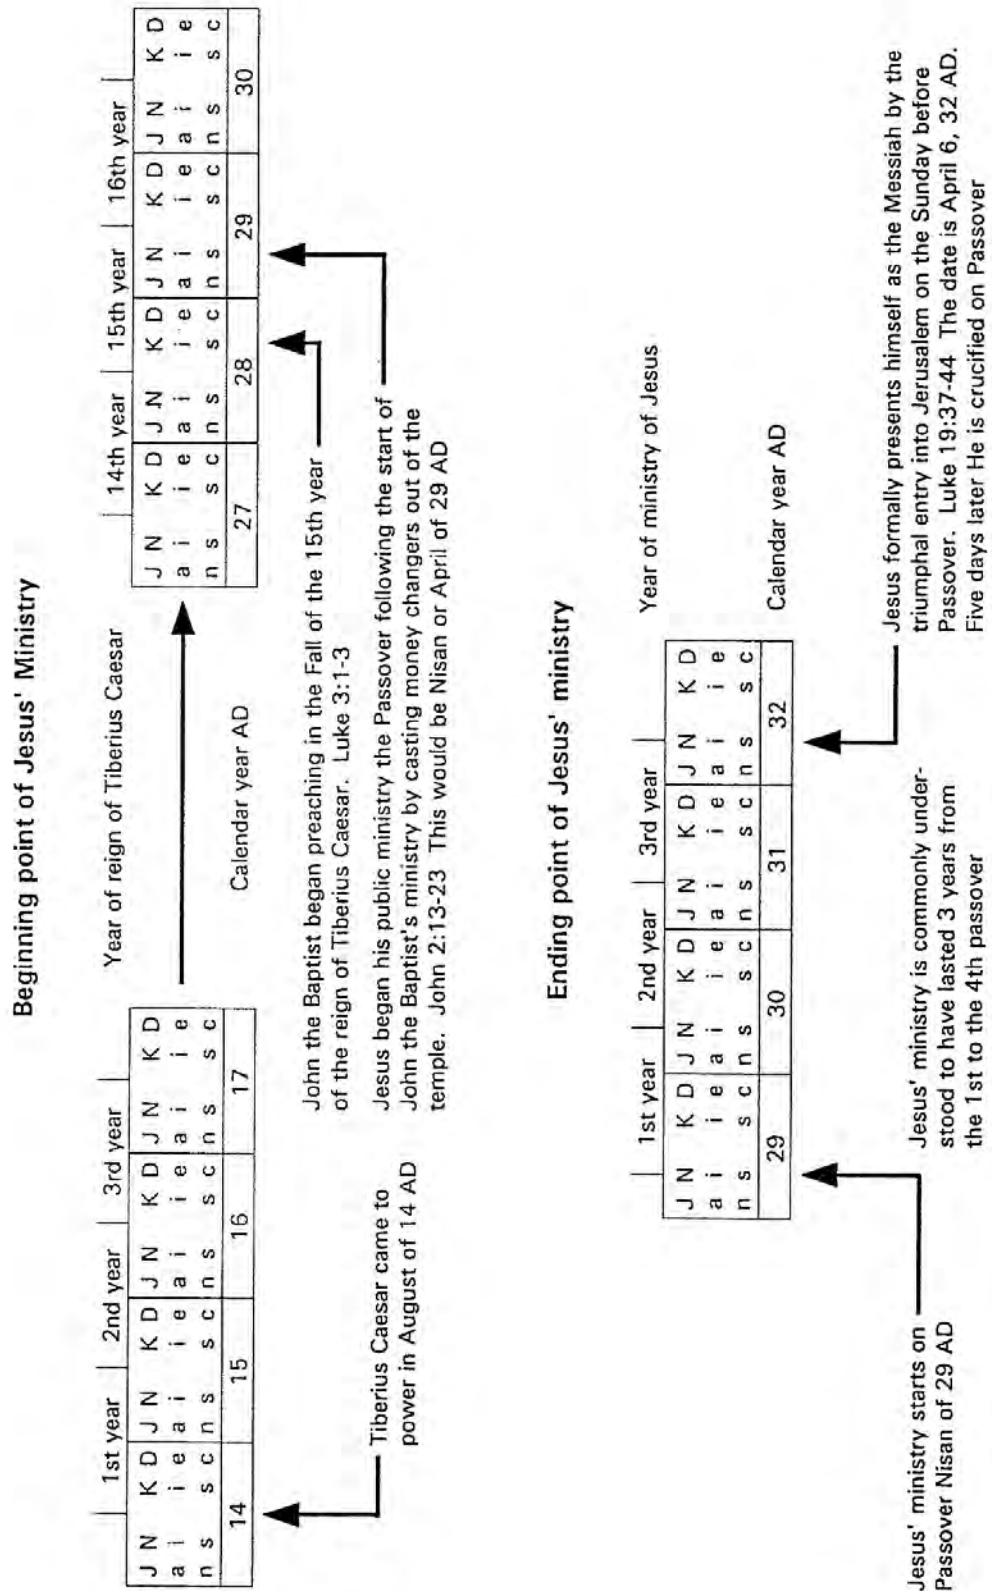 Beginning point of Jesus' Ministry
1st year 2nd year 3rd year
Year of reign of Tiberius Caesar
14th year 15th year 16th year
J N K D J N K D J N K D J N K D
a i i e a i i e a i i e a i i e
n s s c n s s c n s s c n s s c
14 15 16 17
J N K D J N K D J N K D J N K D
a i i e a i i e a i i e a i i e
n s s c n s s c n s s c n s s c
27 28 29 30
Calendar year AD
Tiberius Caesar came to
power in August of 14 AD
John the Baptist began preaching in the Fall of the 15th year
of the reign of Tiberius Caesar. Luke 3:1-3
Jesus began his public ministry the Passover following the start of
John the Baptist's ministry by casting money changers out of the
temple. John 2:13-23 This would be Nisan or April of 29 AD
Ending point of Jesus' ministry
1st year 2nd year 3rd year
Year of ministry of Jesus
J N K D J N K D J N K D J N K D
a i i e a i i e a i i e a i i e
n s s c n s s c n s s c n s s c
29 30 31 32
Calendar year AD
Jesus' ministry starts on
Passover Nisan of 29 AD
Jesus' ministry is commonly under-
stood to have lasted 3 years from
the 1st to the 4th passover
Jesus formally presents himself as the Messiah by the
triumphal entry into Jerusalem on the Sunday before
Passover. Luke 19:37-44 The date is April 6, 32 AD.
Five days later He is crucified on Passover